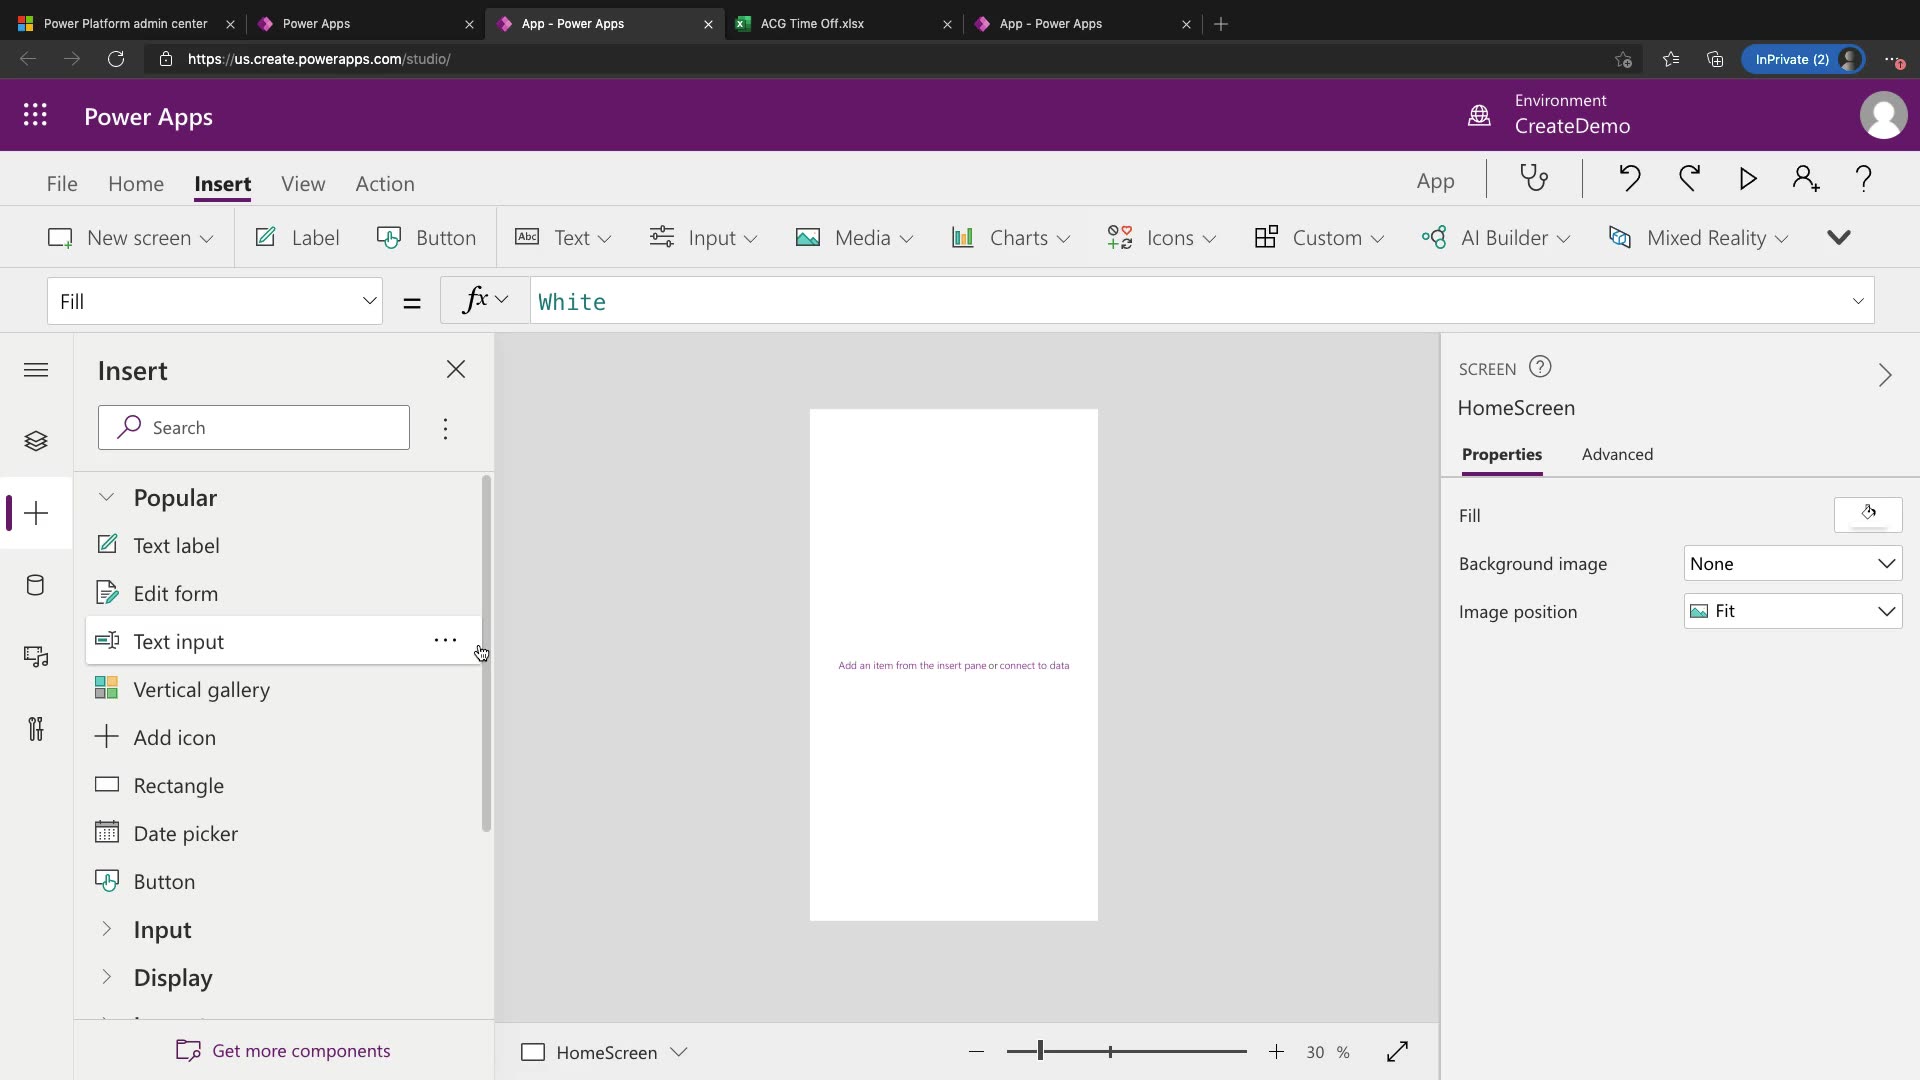 Power Platform admin center
Power Apps
App - Power Apps
ACG Time Off.xlsx
App - Power Apps
https://us.create.powerapps.com/studio/
InPrivate (2)
Power Apps
Environment
CreateDemo
File
Home
Insert
View
Action
App
New screen
Label
Button
Abc
Text
Input
Media
Charts
Icons
Custom
AI Builder
Mixed Reality
Fill
=
fx
White
Insert
Search
Popular
Text label
Edit form
Text input
Vertical gallery
Add icon
Rectangle
Date picker
Button
Input
Display
Get more components
Add an item from the insert pane or connect to data
HomeScreen
30 %
SCREEN
HomeScreen
Properties
Advanced
Fill
Background image
None
Image position
Fit